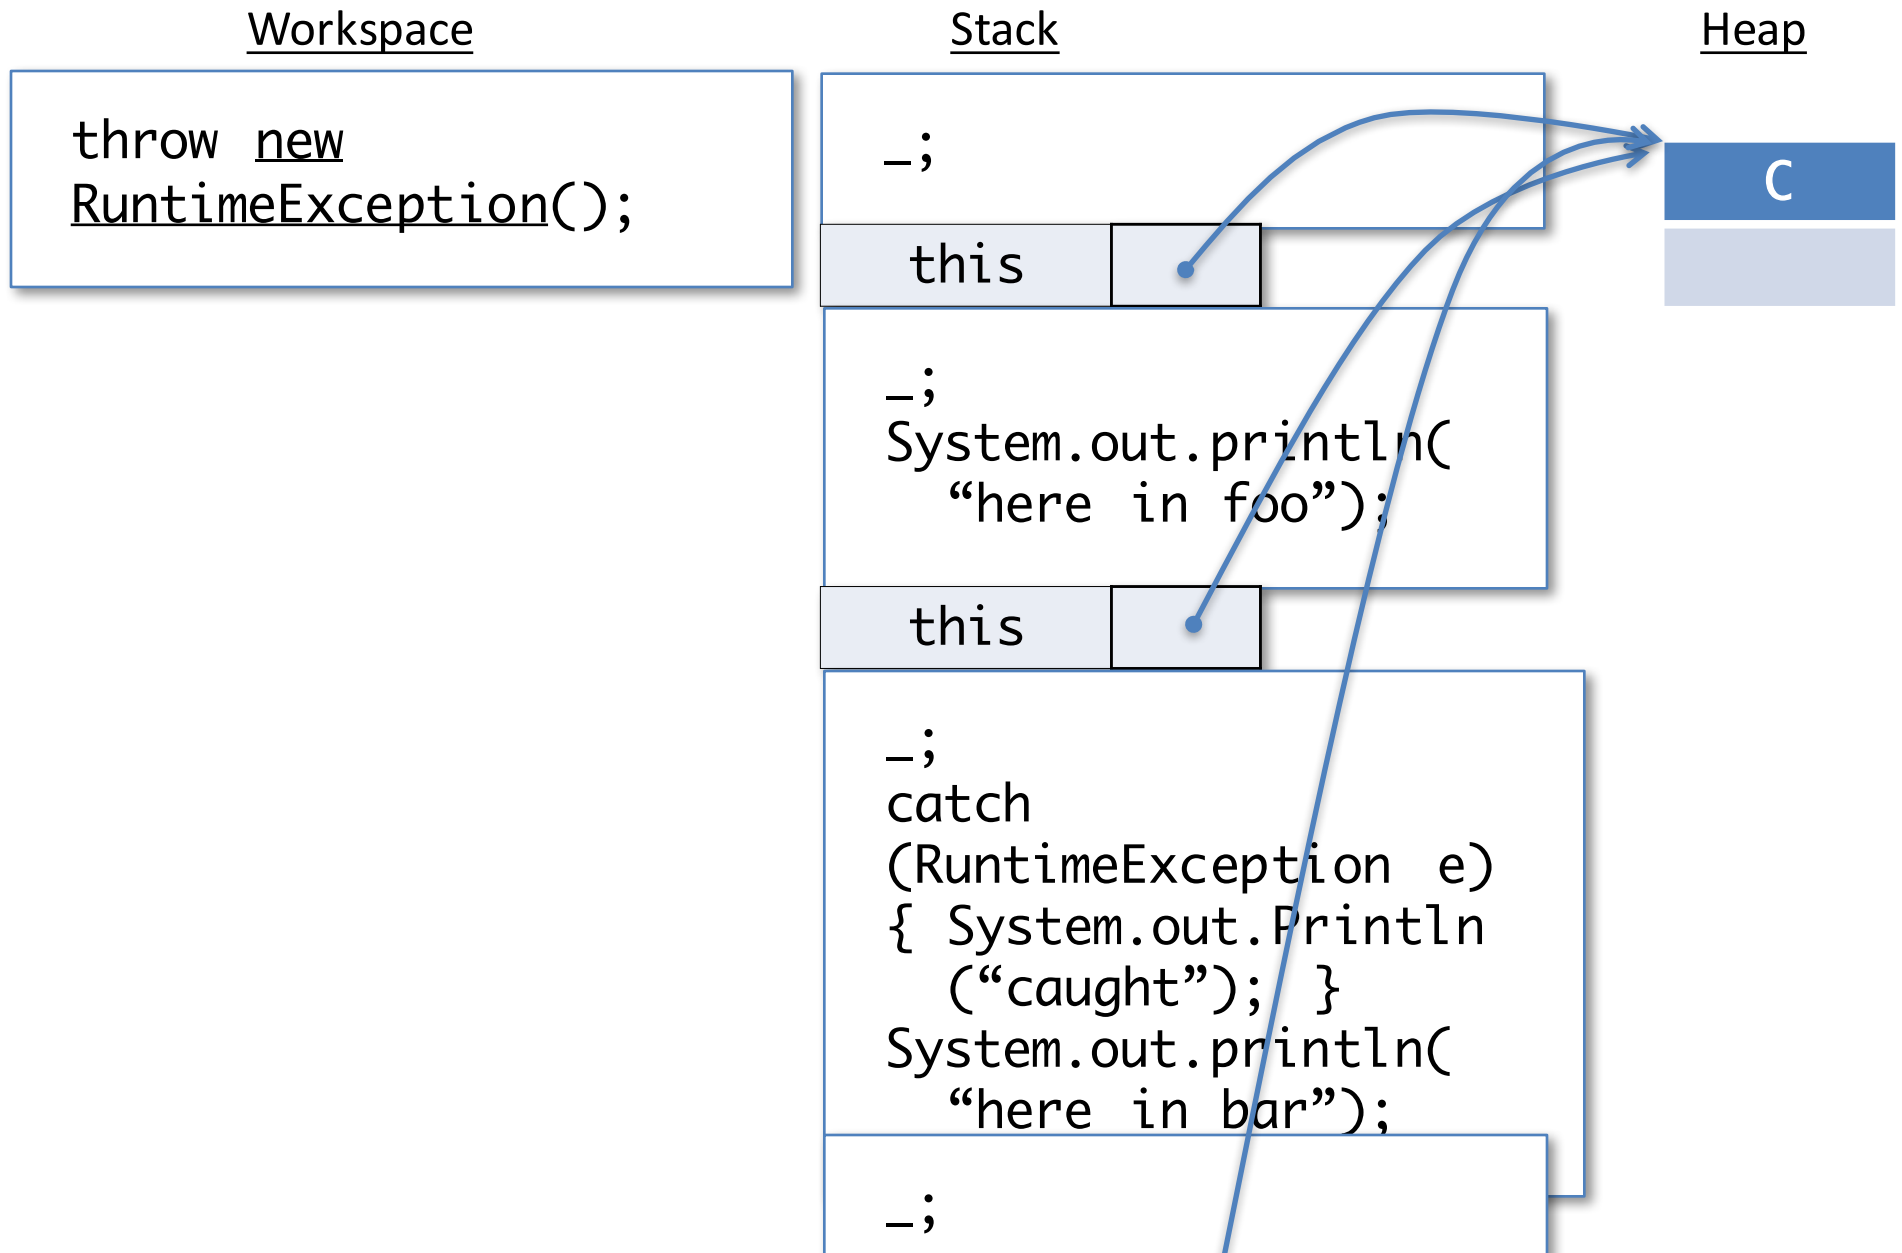 Workspace
Stack
Heap
throw new
RuntimeException();
_;
this
_;
System.out.println(
“here in foo”);
this
_;
catch
(RuntimeException e)
{ System.out.Println
(“caught”); }
System.out.println(
“here in bar”);
_;
C